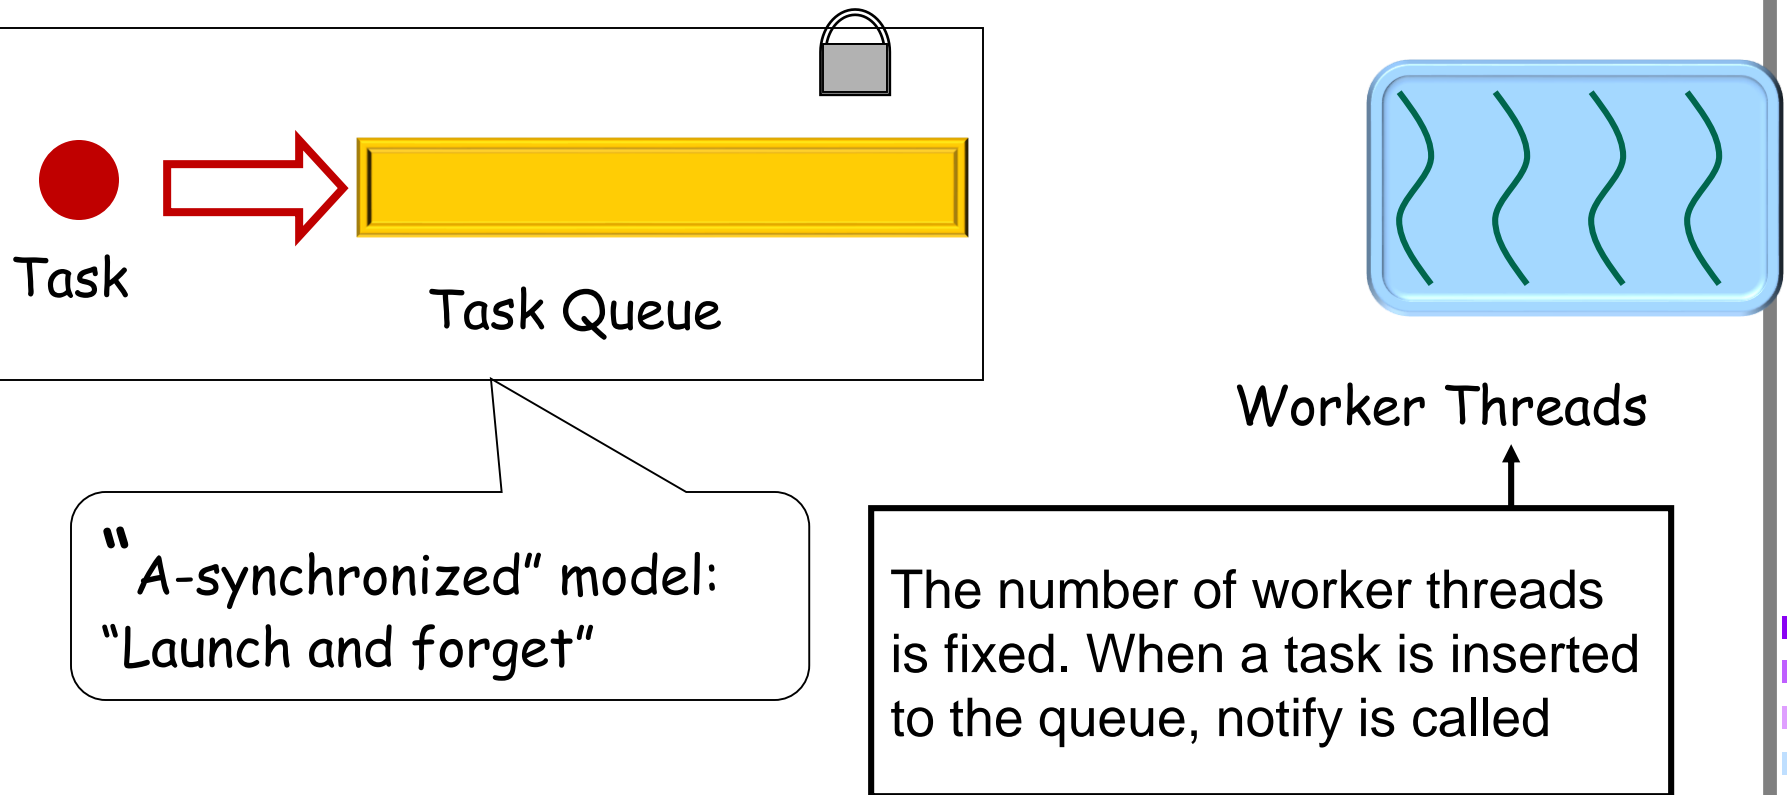 Task
Task Queue
Worker Threads
“A-synchronized” model:
“Launch and forget”
The number of worker threads
is fixed. When a task is inserted
to the queue, notify is called